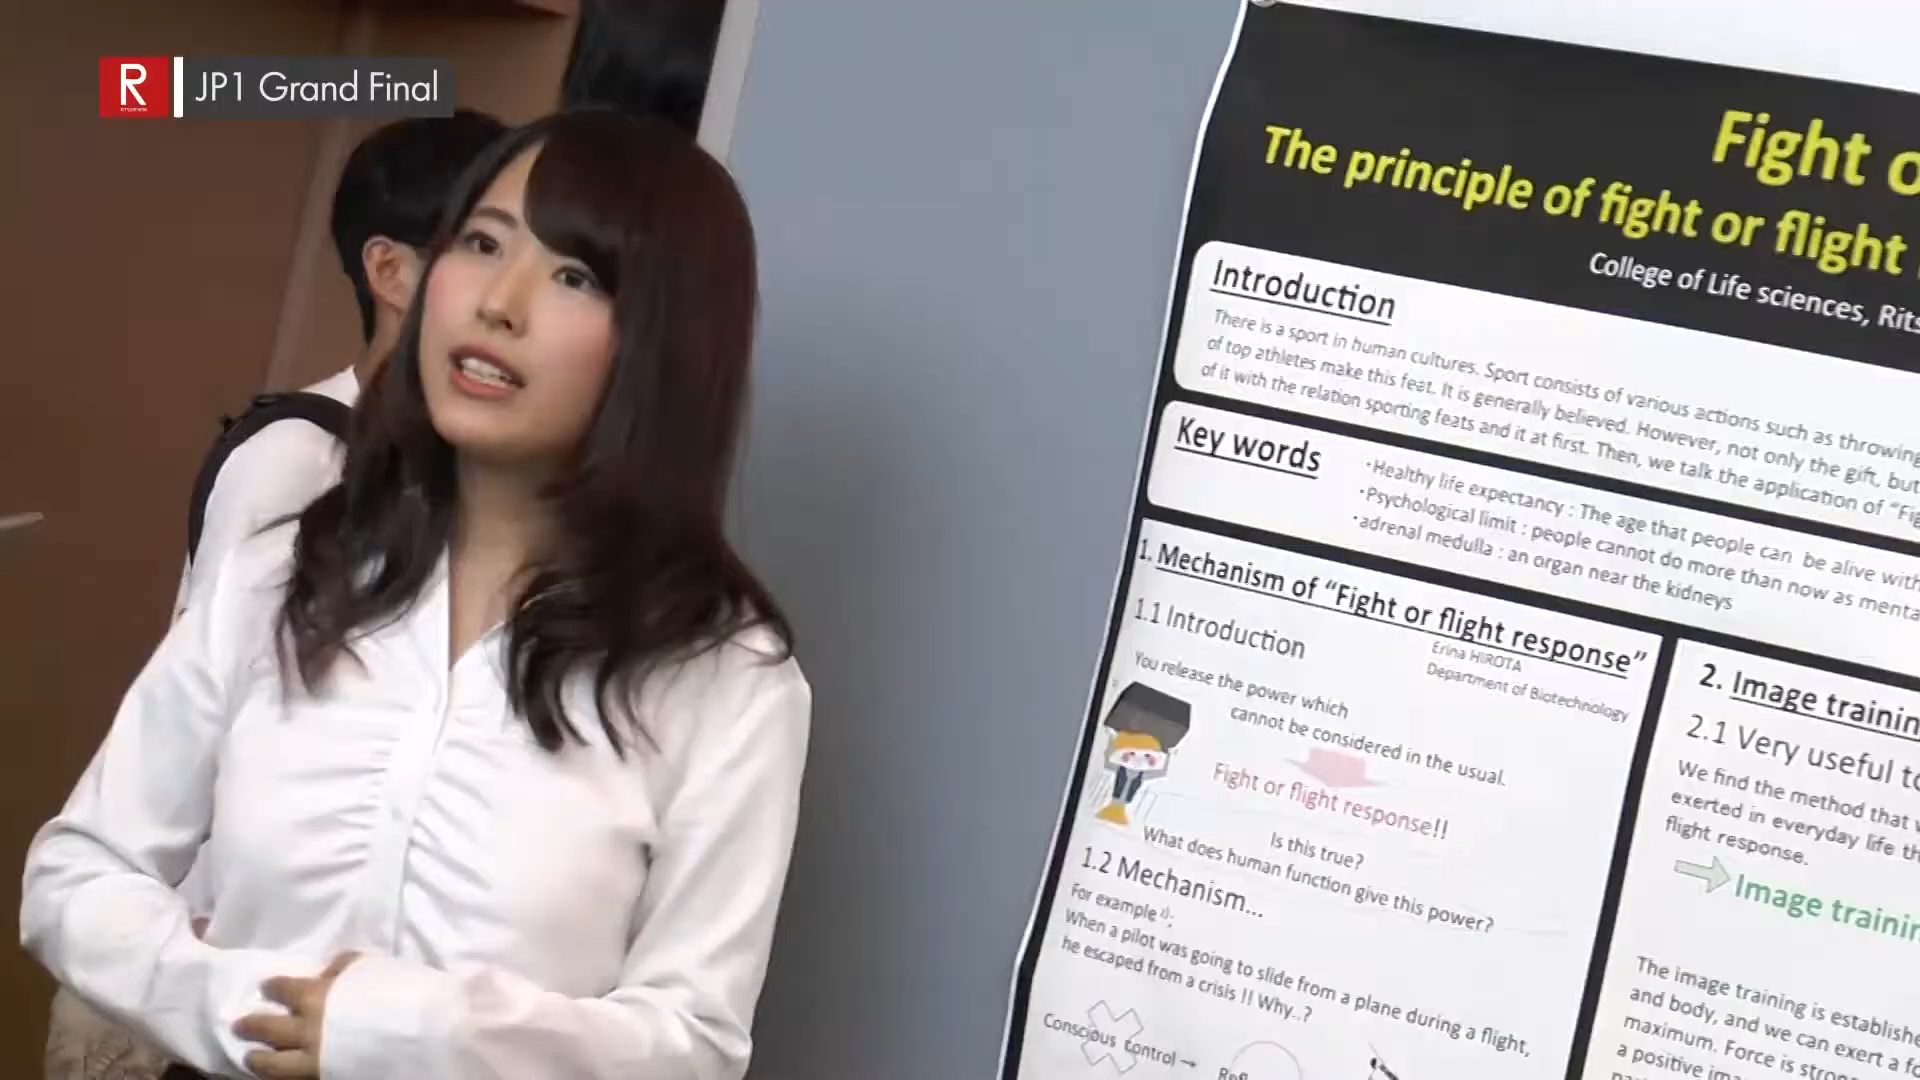 R
JP1 Grand Final
Fight o
The principle of fight or flight
College of Life sciences, Rits
Introduction
There is a sport in human cultures. Sport consists of various actions such as throwing
of top athletes make this feat. It is generally believed. However, not only the gift, but
of it with the relation sporting feats and it at first. Then, we talk the application of "Fig
Key words
・Healthy life expectancy : The age that people can be alive with
・Psychological limit : people cannot do more than now as menta
・adrenal medulla : an organ near the kidneys
1. Mechanism of "Fight or flight response"
Erina HIROTA
Department of Biotechnology
1.1 Introduction
You release the power which
cannot be considered in the usual.
Fight or flight response!!
Is this true?
What does human function give this power?
1.2 Mechanism...
For example
When a pilot was going to slide from a plane during a flight,
he escaped from a crisis !! Why..?
Conscious control →
2. Image trainin
2.1 Very useful to
We find the method that
exerted in everyday life th
flight response.
Image trainin
The image training is establishe
and body, and we can exert a fo
maximum. Force is stron
a positive ima